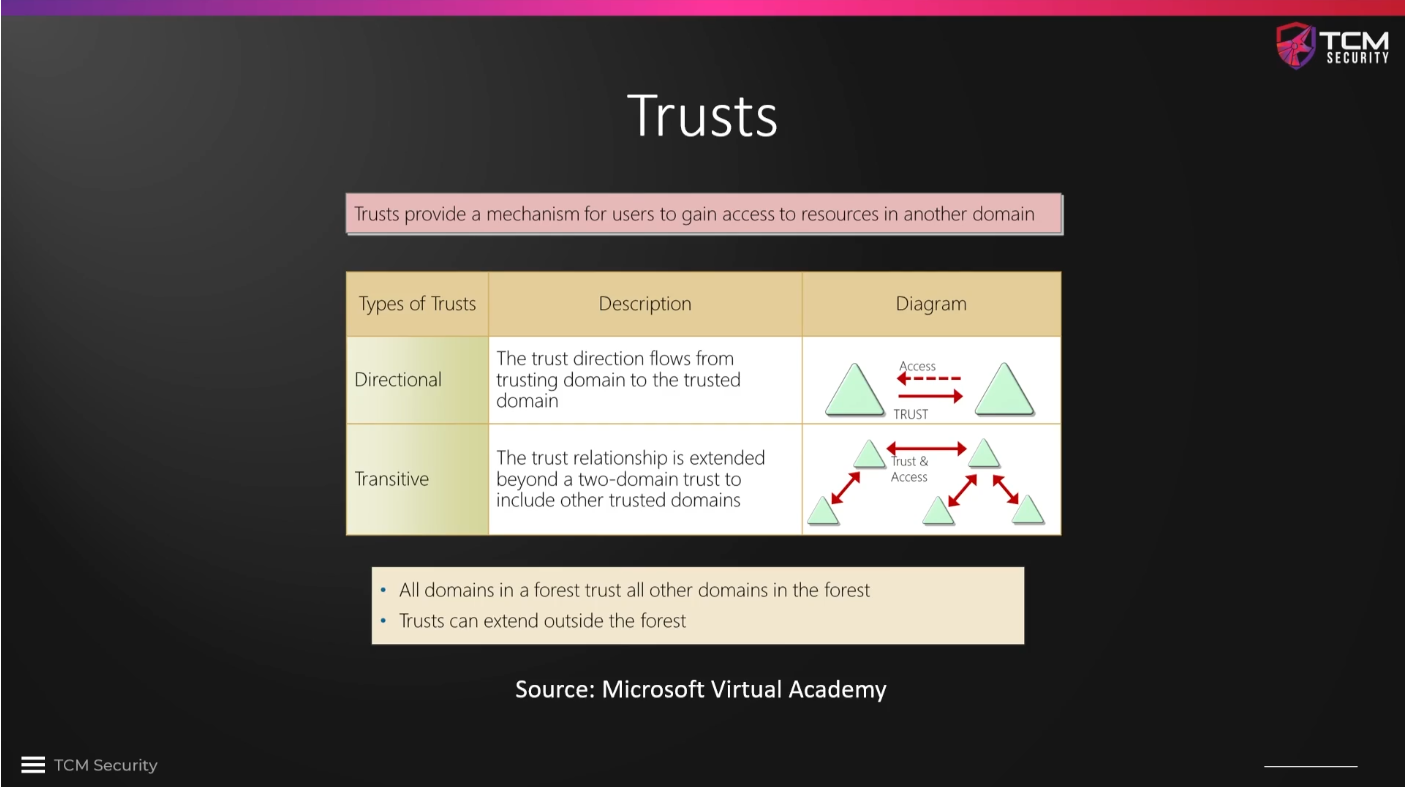 TCM
SECURITY
Trusts
Trusts provide a mechanism for users to gain access to resources in another domain
Types of Trusts
Description
Diagram
Directional
The trust direction flows from
trusting domain to the trusted
domain
Access
TRUST
Transitive
The trust relationship is extended
beyond a two-domain trust to
include other trusted domains
Trust &
Access
• All domains in a forest trust all other domains in the forest
• Trusts can extend outside the forest
Source: Microsoft Virtual Academy
TCM Security